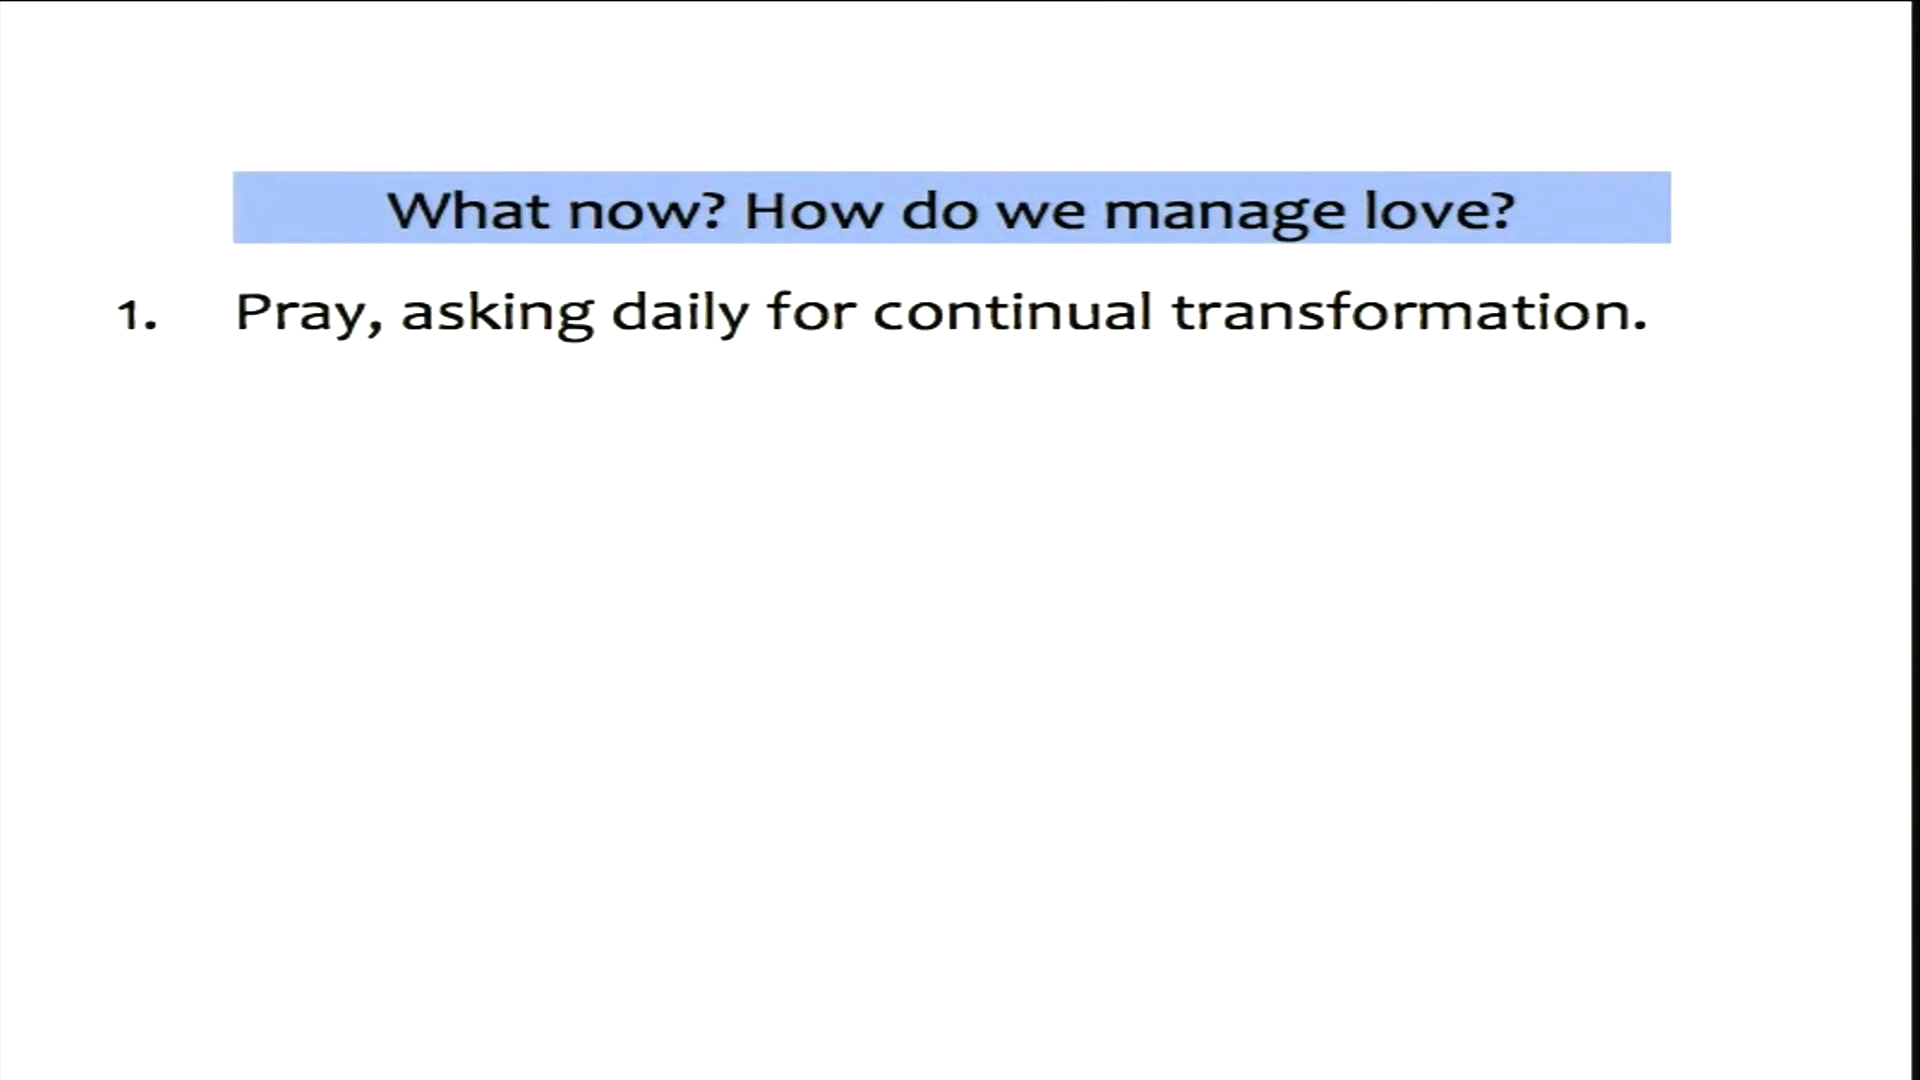 What now? How do we manage love?
1. Pray, asking daily for continual transformation.